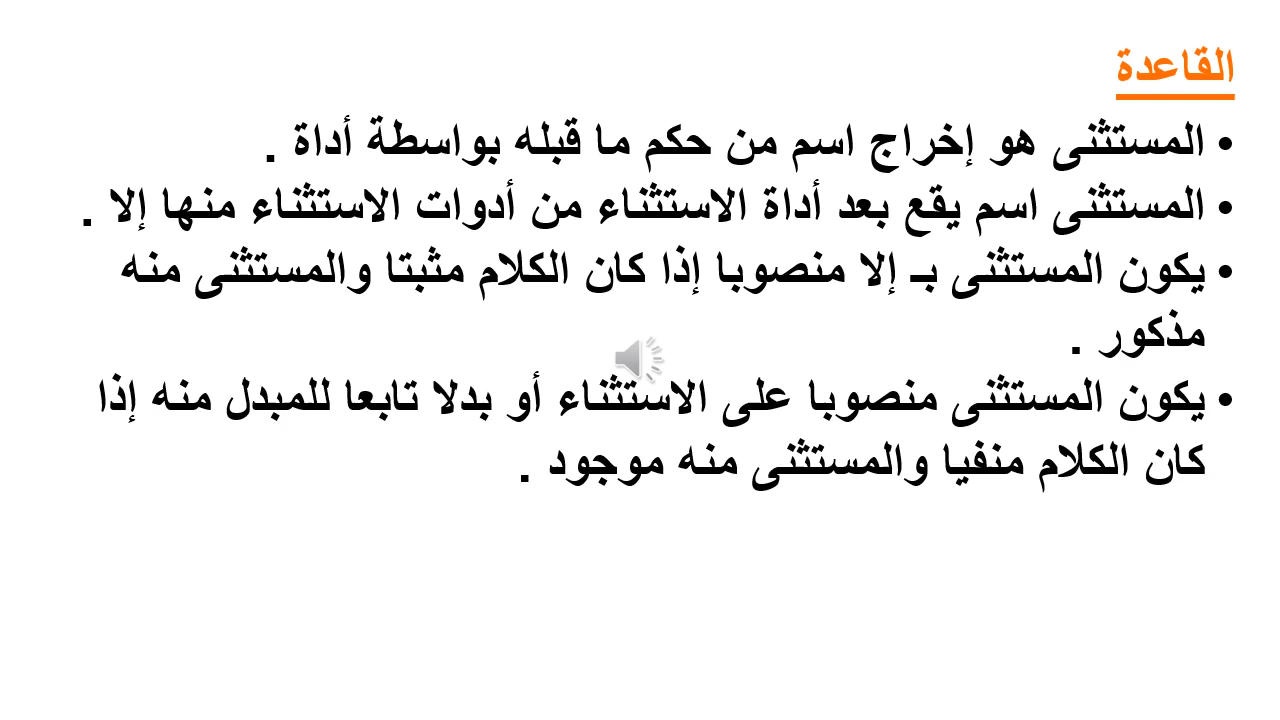 القاعدة
• المستثنى هو إخراج اسم من حكم ما قبله بواسطة أداة .
• المستثنى اسم يقع بعد أداة الاستثناء من أدوات الاستثناء منها إلا .
• يكون المستثنى بـ إلا منصوبا إذا كان الكلام مثبتا والمستثنى منه
مذكور .
• يكون المستثنى منصوبا على الاستثناء أو بدلا تابعا للمبدل منه إذا
كان الكلام منفيا والمستثنى منه موجود .